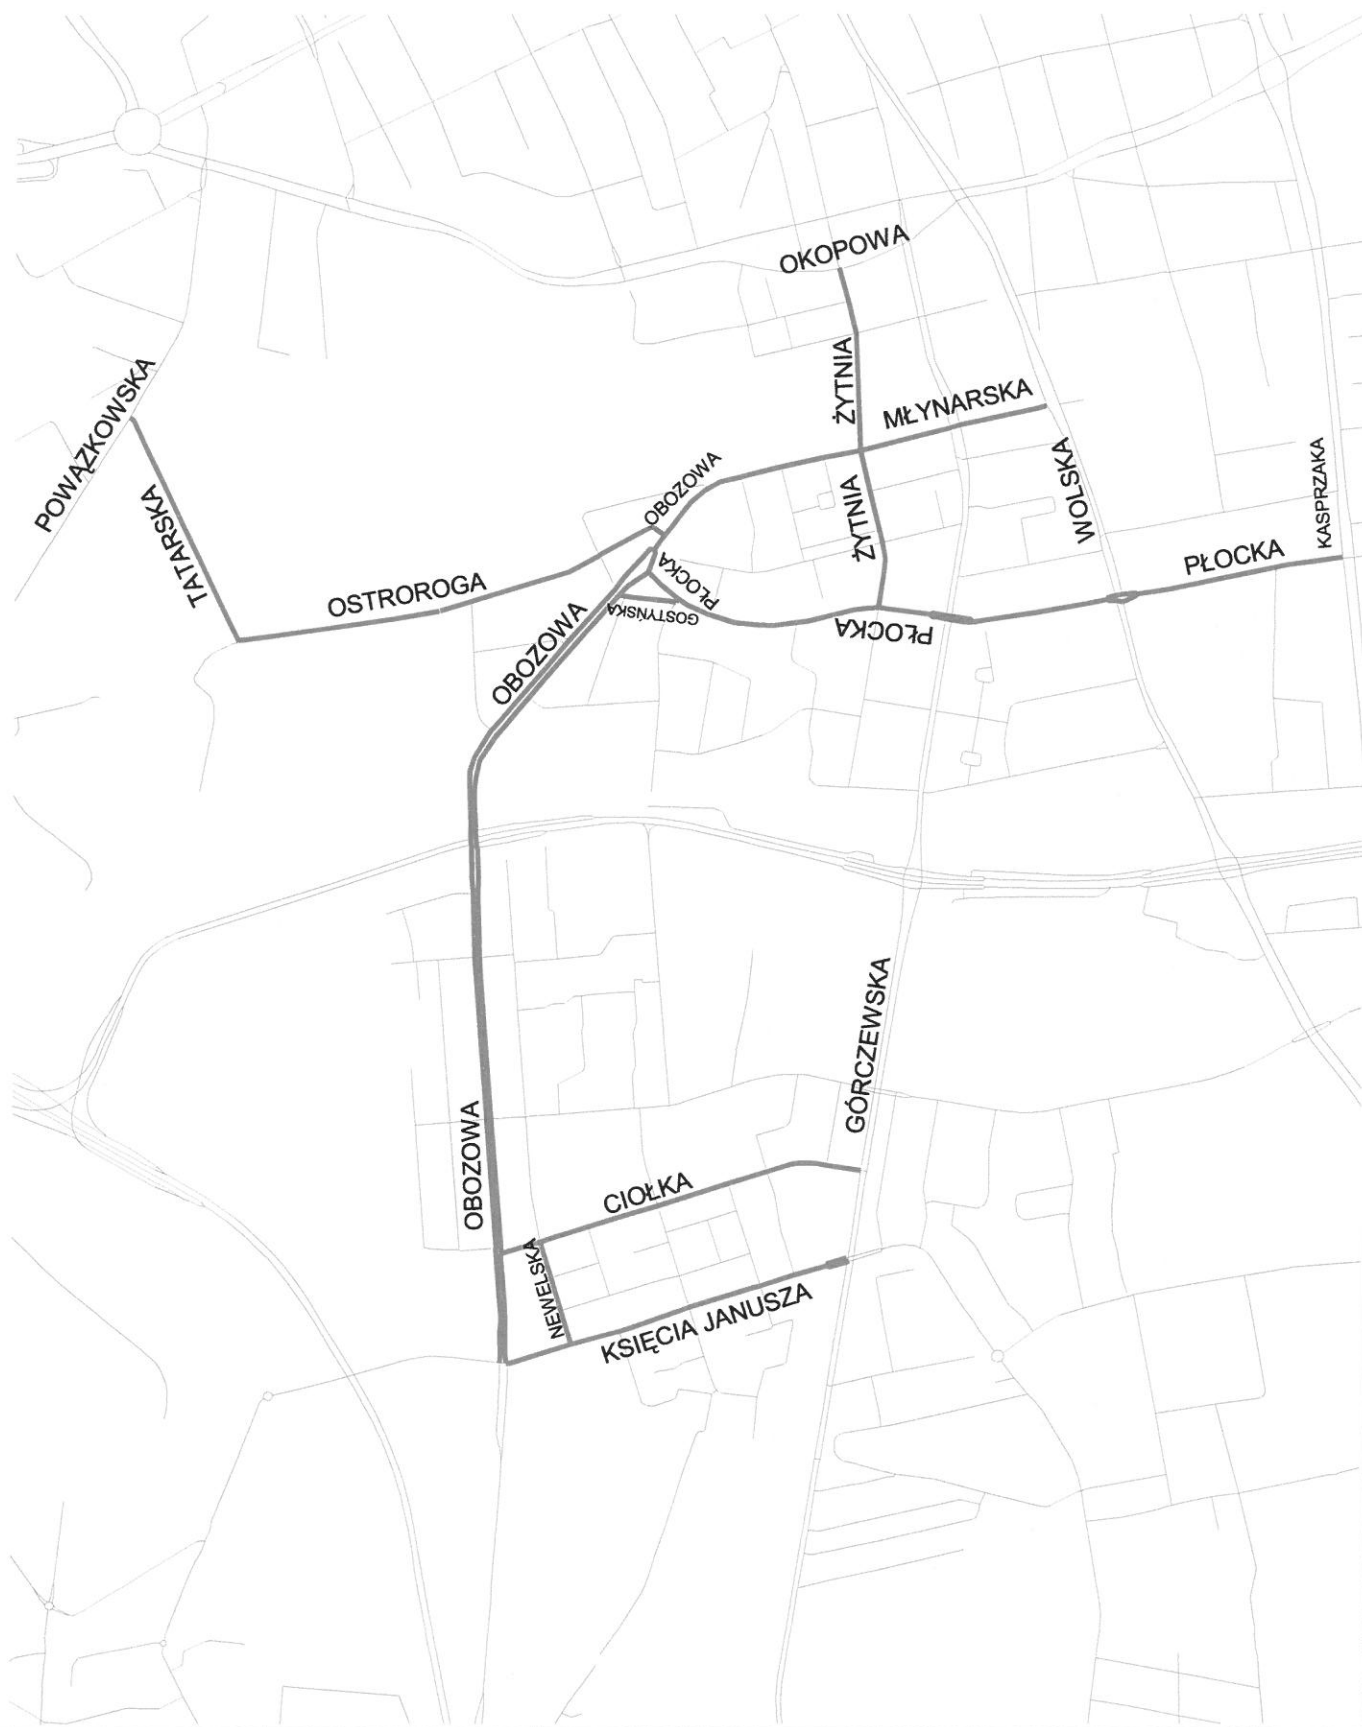 OKOPOWA
ŻYTNIA
POWĄZKOWSKA
MŁYNARSKA
OBOZOWA
WOLSKA
KASPRZAKA
TATARSKA
ŻYTNIA
PŁOCKA
OSTROROGA
PŁOCKA
GOSTYŃSKA
PŁOCKA
OBOZOWA
GÓRCZEWSKA
OBOZOWA
CIOŁKA
NEWELSKA
KSIĘCIA JANUSZA